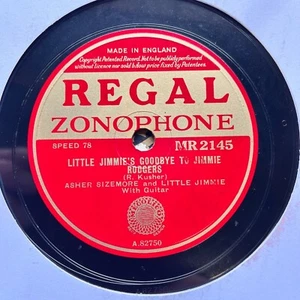 MADE IN ENGLAND
Copyright Patented Record. Not to be publicly performed
without licence nor sold below price fixed by Patentees.
REGAL
ZONOPHONE
SPEED 78 MR2145
LITTLE JIMMIE'S GOODBYE TO JIMMIE
RODGERS
(R. Kusher)
ASHER SIZEMORE and LITTLE JIMMIE
With Guitar
A.82750